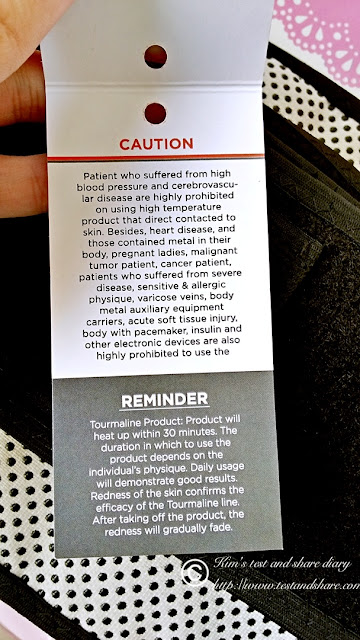 CAUTION
Patient who suffered from high
blood pressure and cerebrovascu-
lar disease are highly prohibited
on using high temperature
product that direct contacted to
skin. Besides, heart disease, and
those contained metal in their
body, pregnant ladies, malignant
tumor patient, cancer patient,
patients who suffered from severe
disease, sensitive & allergic
physique, varicose veins, body
metal auxiliary equipment
carriers, acute soft tissue injury,
body with pacemaker, insulin and
other electronic devices are also
highly prohibited to use the
REMINDER
Tourmaline Product: Product will
heat up within 30 minutes. The
duration in which to use the
product depends on the
individual's physique. Daily usage
will demonstrate good results.
Redness of the skin confirms the
efficacy of the Tourmaline line.
After taking off the product, the
redness will gradually fade.
© Kim's test and share diary
http://www.testandshare.com